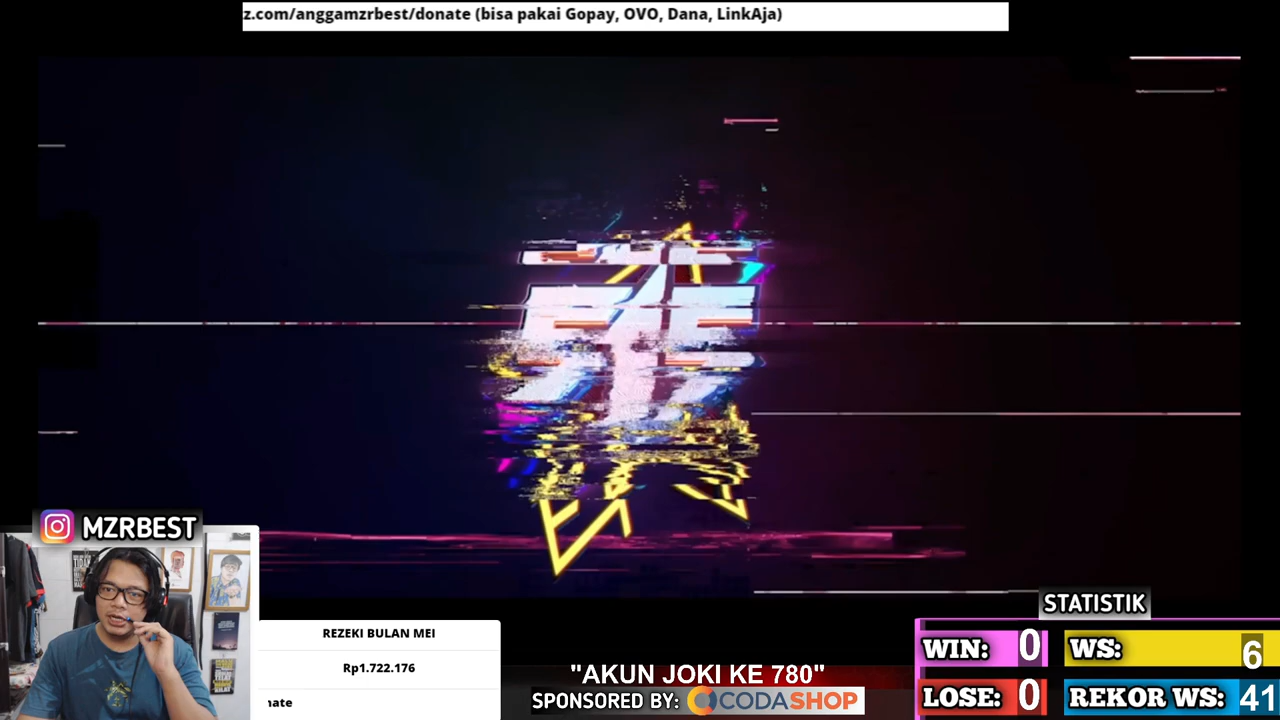 z.com/anggamzrbest/donate (bisa pakai Gopay, OVO, Dana, LinkAja)
MZRBEST
REZEKI BULAN MEI
Rp1.722.176
nate
"AKUN JOKI KE 780"
SPONSORED BY: CODASHOP
STATISTIK
WIN: 0
WS: 6
LOSE: 0
REKOR WS: 41